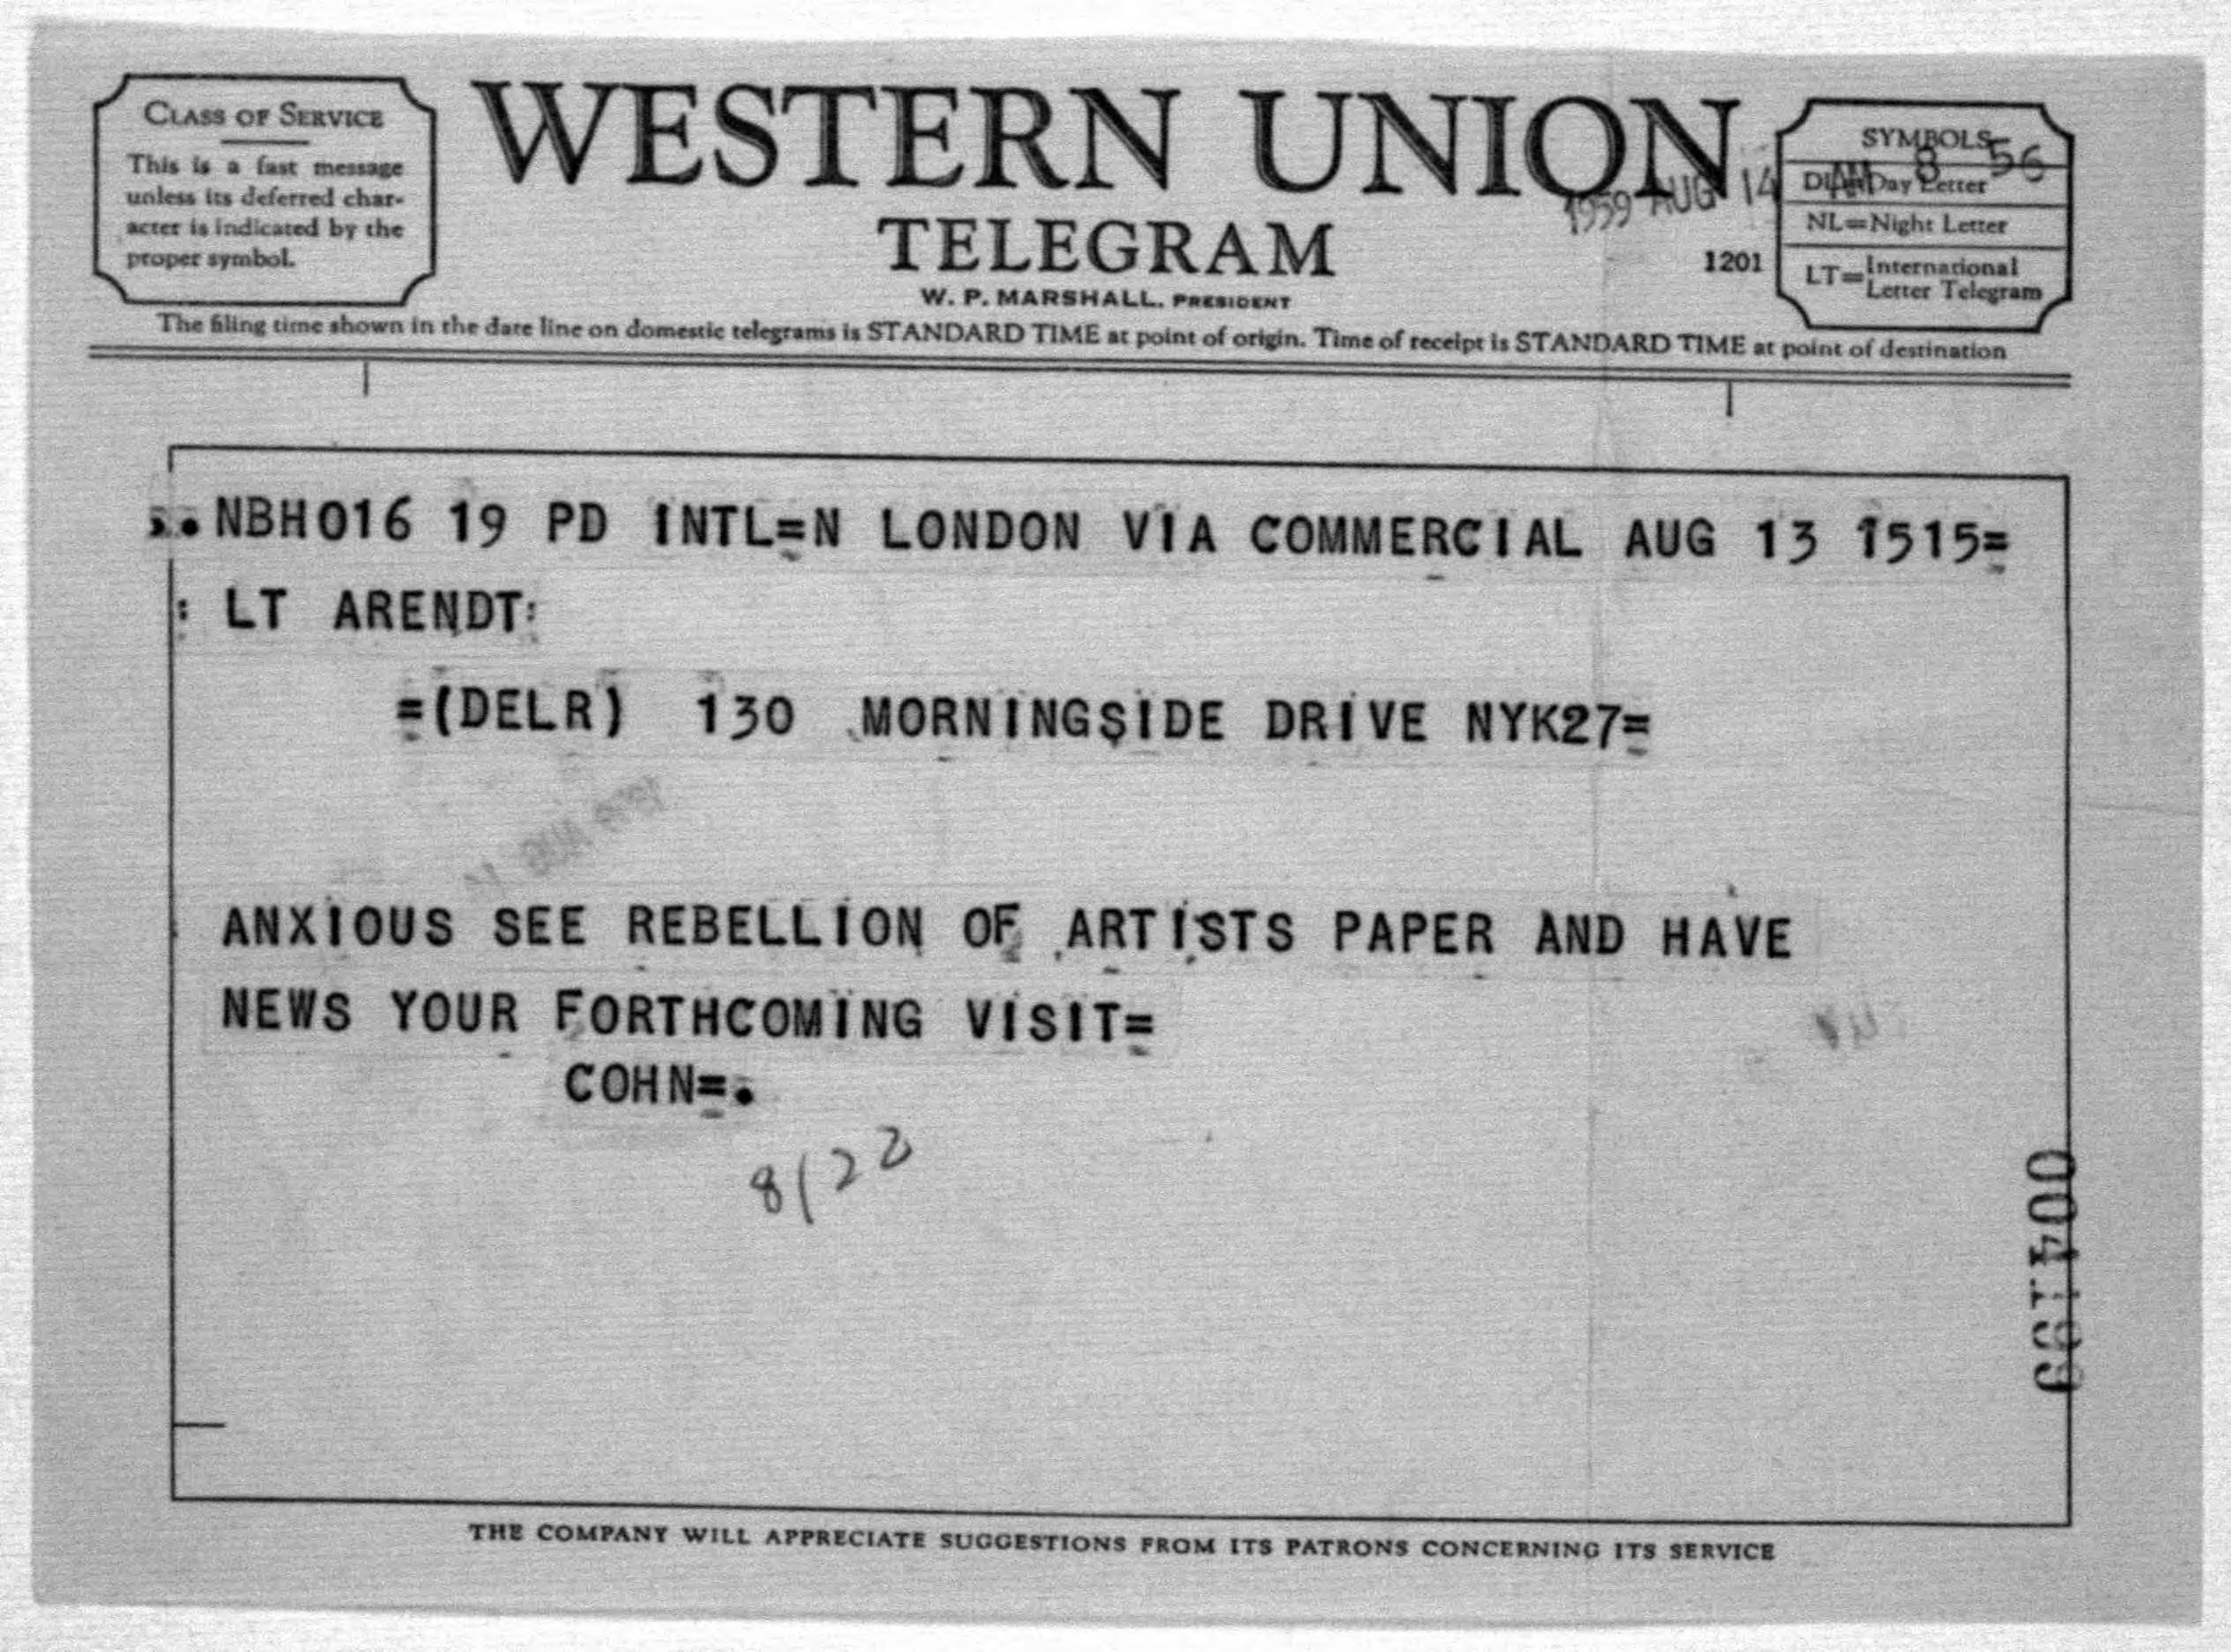 CLASS OF SERVICE
This is a fast message
unless its deferred char-
acter is indicated by the
proper symbol.
WESTERN UNION
TELEGRAM
W. P. MARSHALL, PRESIDENT
1959 AUG 14 AM 8 56
1201
SYMBOLS
DL=Day Letter
NL=Night Letter
LT=International Letter Telegram
The filing time shown in the date line on domestic telegrams is STANDARD TIME at point of origin. Time of receipt is STANDARD TIME at point of destination
NBH016 19 PD INTL=N LONDON VIA COMMERCIAL AUG 13 1515=
: LT ARENDT:
=(DELR) 130 MORNINGSIDE DRIVE NYK27=
1959 AUG 14
ANXIOUS SEE REBELLION OF ARTISTS PAPER AND HAVE
NEWS YOUR FORTHCOMING VISIT=
COHN=.
8/22
THE COMPANY WILL APPRECIATE SUGGESTIONS FROM ITS PATRONS CONCERNING ITS SERVICE